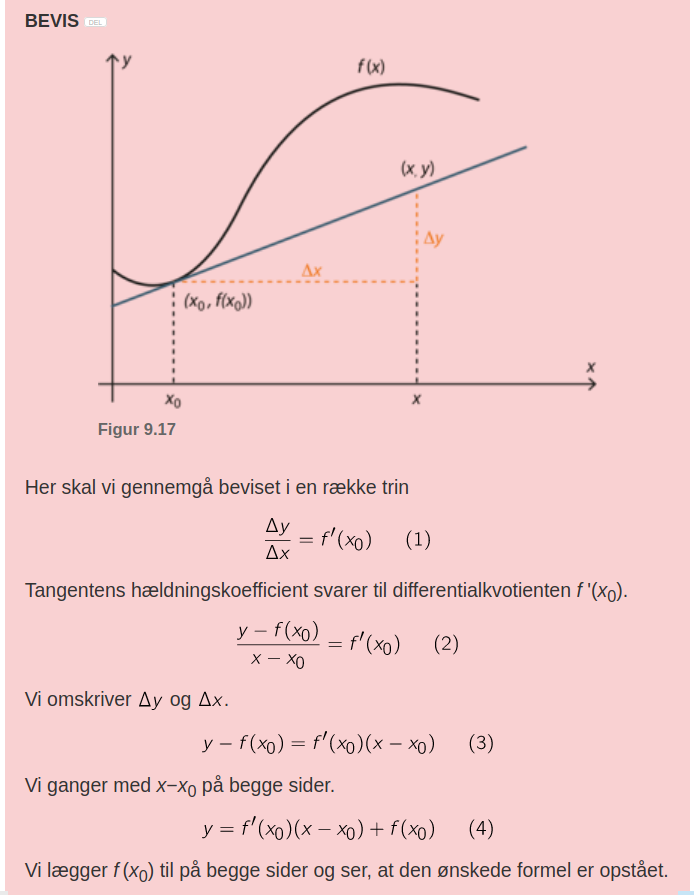 BEVIS DEL
y
f(x)
(x, y)
Δy
Δx
(x₀, f(x₀))
x
x₀
x
Figur 9.17
Her skal vi gennemgå beviset i en række trin
Δy/Δx = f′(x₀) (1)
Tangentens hældningskoefficient svarer til differentialkvotienten f '(x₀).
(y − f(x₀))/(x − x₀) = f′(x₀) (2)
Vi omskriver Δy og Δx.
y − f(x₀) = f′(x₀)(x − x₀) (3)
Vi ganger med x−x₀ på begge sider.
y = f′(x₀)(x − x₀) + f(x₀) (4)
Vi lægger f(x₀) til på begge sider og ser, at den ønskede formel er opstået.